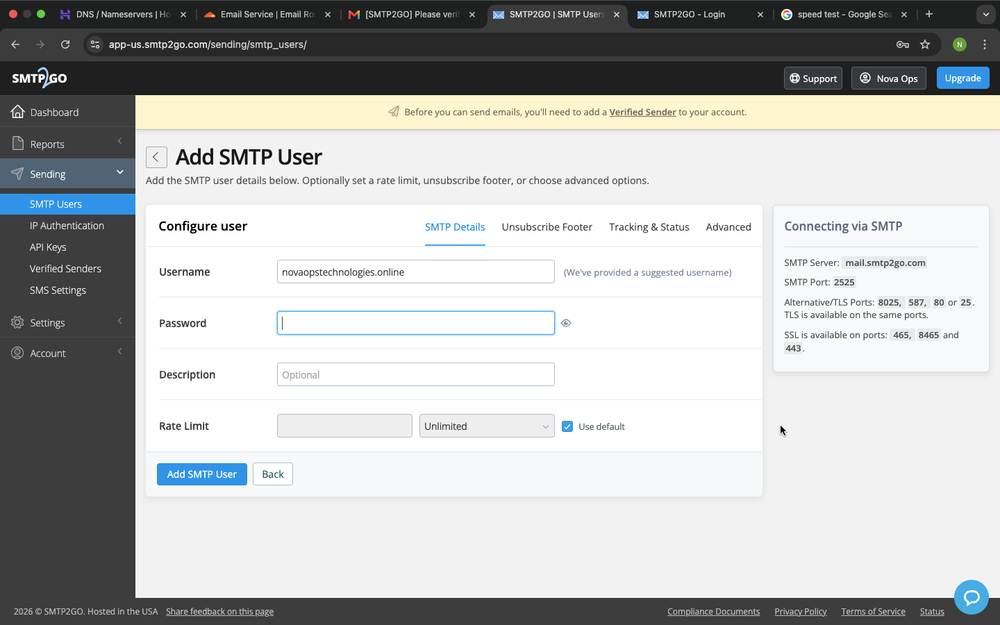 DNS / Nameservers | Ho
Email Service | Email Rou
[SMTP2GO] Please verif
SMTP2GO | SMTP Users
SMTP2GO - Login
speed test - Google Sea
app-us.smtp2go.com/sending/smtp_users/
N
SMTP2GO
Support
Nova Ops
Upgrade
Dashboard
Reports
Sending
SMTP Users
IP Authentication
API Keys
Verified Senders
SMS Settings
Settings
Account
Before you can send emails, you'll need to add a Verified Sender to your account.
Add SMTP User
Add the SMTP user details below. Optionally set a rate limit, unsubscribe footer, or choose advanced options.
Configure user
SMTP Details
Unsubscribe Footer
Tracking & Status
Advanced
Username
novaopstechnologies.online
(We've provided a suggested username)
Password
Description
Optional
Rate Limit
Unlimited
Use default
Add SMTP User
Back
Connecting via SMTP
SMTP Server: mail.smtp2go.com
SMTP Port: 2525
Alternative/TLS Ports: 8025, 587, 80 or 25.
TLS is available on the same ports.
SSL is available on ports: 465, 8465 and
443.
2026 © SMTP2GO. Hosted in the USA
Share feedback on this page
Compliance Documents
Privacy Policy
Terms of Service
Status